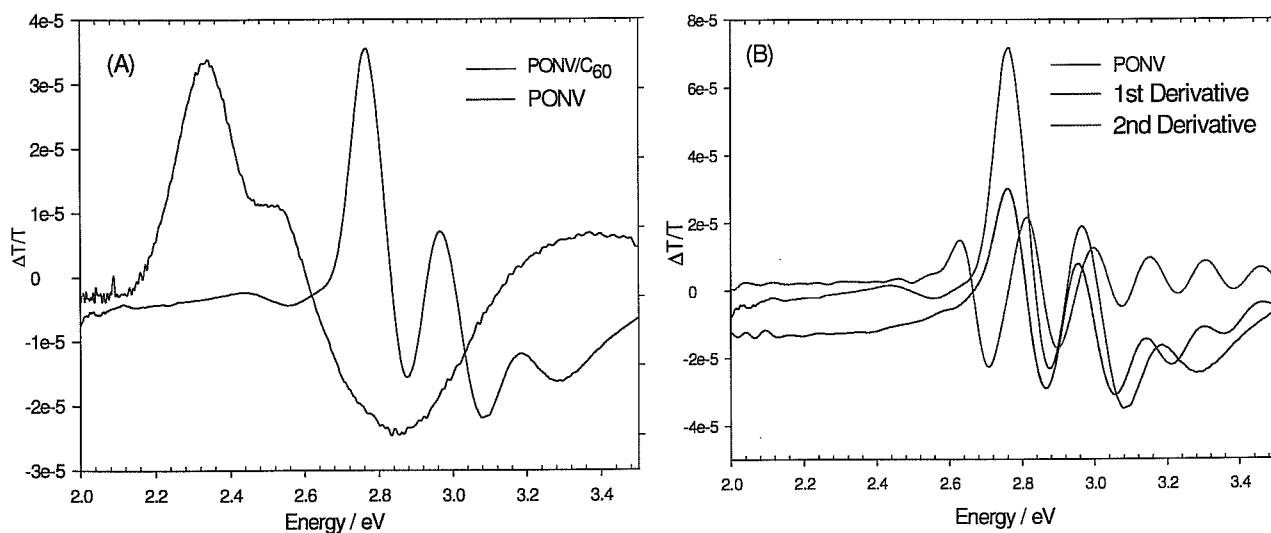 (A)
PONV/C60
PONV
ΔT/T
4e-5
3e-5
2e-5
1e-5
0
-1e-5
-2e-5
-3e-5
2.0 2.2 2.4 2.6 2.8 3.0 3.2 3.4
Energy / eV
(B)
PONV
1st Derivative
2nd Derivative
ΔT/T
8e-5
6e-5
4e-5
2e-5
0
-2e-5
-4e-5
2.0 2.2 2.4 2.6 2.8 3.0 3.2 3.4
Energy / eV